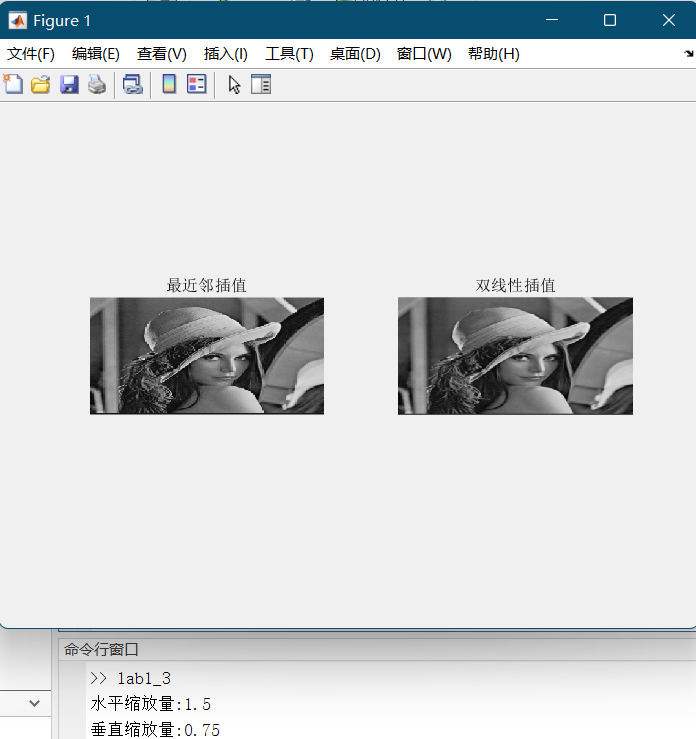 Figure 1
文件(F) 编辑(E) 查看(V) 插入(I) 工具(T) 桌面(D) 窗口(W) 帮助(H)
最近邻插值 双线性插值
命令行窗口
>> lab1_3
水平缩放量:1.5
垂直缩放量:0.75